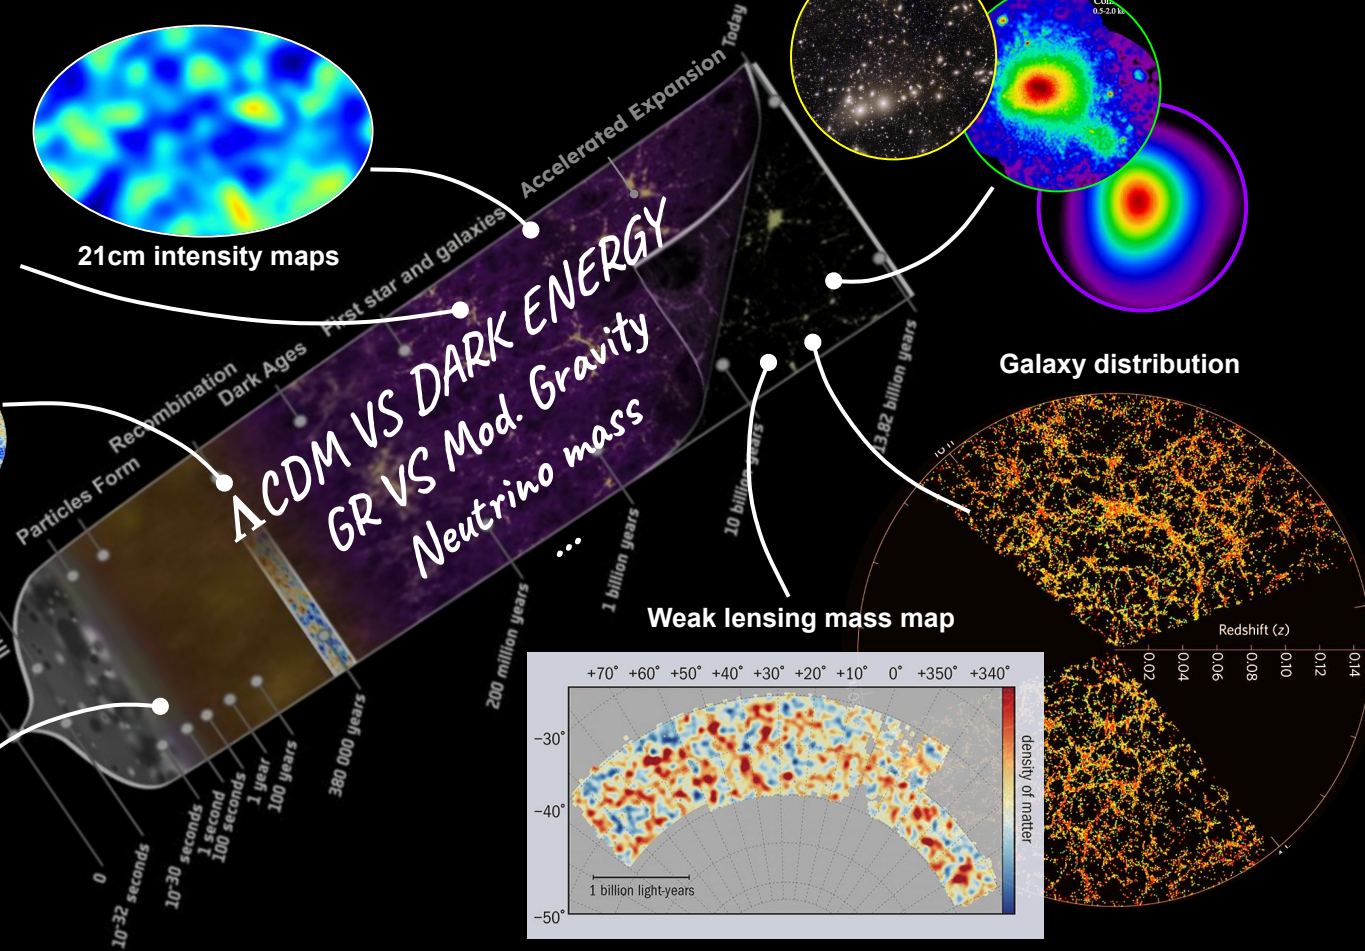 0.5-2.0 ke
Today
Accelerated Expansion
21cm intensity maps
First star and galaxies
Dark Ages
Recombination
Particles Form
ΛCDM VS DARK ENERGY
GR VS Mod. Gravity
Neutrino mass
...
13.82 billion years
10 billion years
1 billion years
200 million years
380 000 years
100 years
1 year
100 seconds
1 second
10-30 seconds
10-32 seconds
0
Galaxy distribution
Redshift (z)
0.02 0.04 0.06 0.08 0.10 0.12 0.14
Weak lensing mass map
+70° +60° +50° +40° +30° +20° +10° 0° +350° +340°
−30°
−40°
−50°
density of matter
1 billion light-years